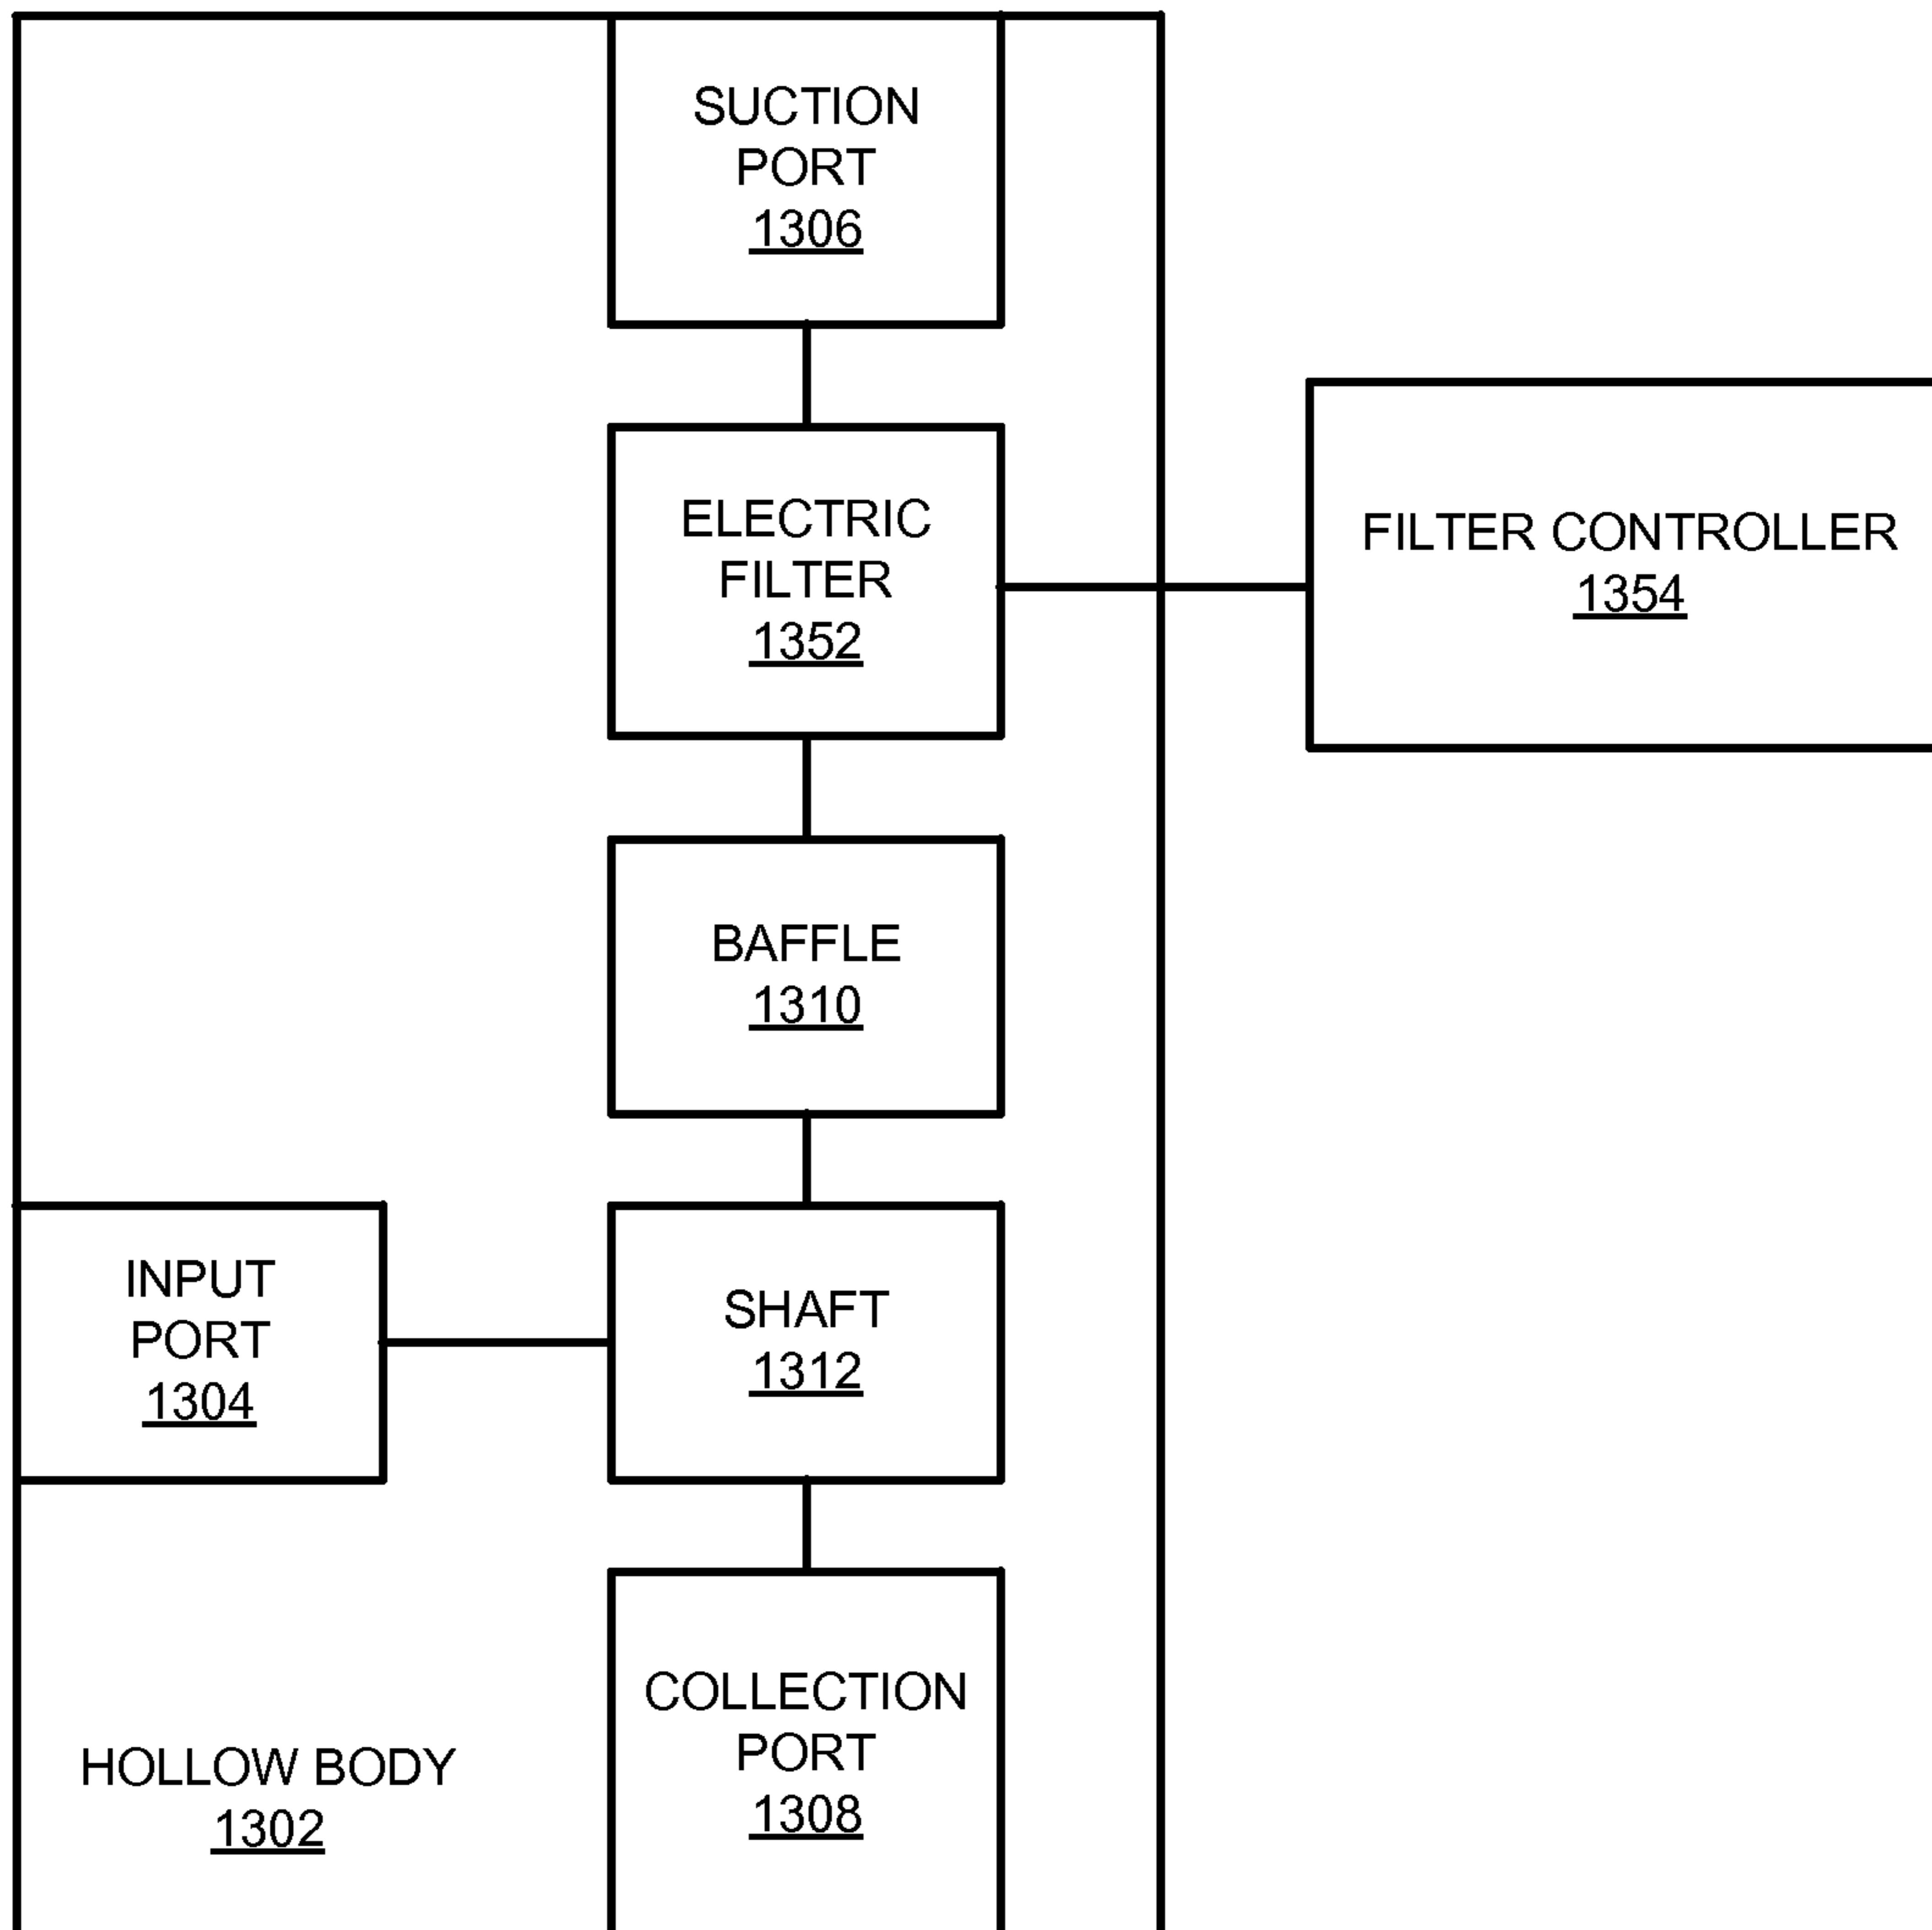 SUCTION
PORT
1306
ELECTRIC
FILTER
1352
FILTER CONTROLLER
1354
BAFFLE
1310
INPUT
PORT
1304
SHAFT
1312
COLLECTION
PORT
1308
HOLLOW BODY
1302